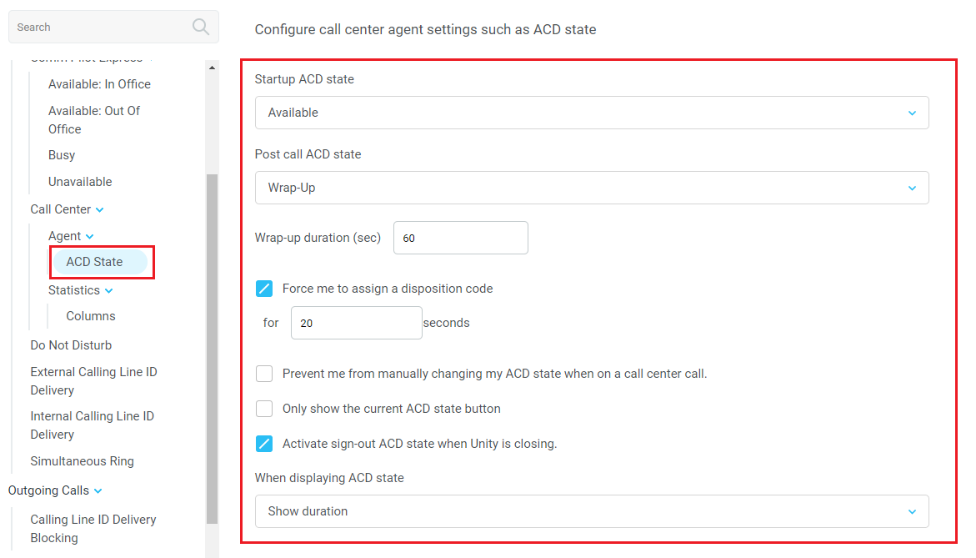 Search
Comm Pilot Express
Available: In Office
Available: Out Of
Office
Busy
Unavailable
Call Center
Agent
ACD State
Statistics
Columns
Do Not Disturb
External Calling Line ID
Delivery
Internal Calling Line ID
Delivery
Simultaneous Ring
Outgoing Calls
Calling Line ID Delivery
Blocking
Configure call center agent settings such as ACD state
Startup ACD state
Available
Post call ACD state
Wrap-Up
Wrap-up duration (sec) 60
Force me to assign a disposition code
for 20 seconds
Prevent me from manually changing my ACD state when on a call center call.
Only show the current ACD state button
Activate sign-out ACD state when Unity is closing.
When displaying ACD state
Show duration